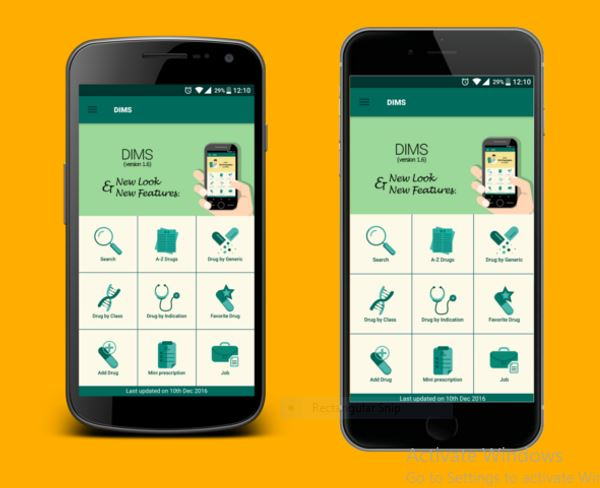 29% 12:10
DIMS
DIMS
(version 1.6)
& New Look
New Features.
Search
A-Z Drugs
Drug by Generic
Drug by Class
Drug by Indication
Favorite Drug
Add Drug
Mini prescription
Job
Last updated on 10th Dec 2016
29% 12:10
DIMS
DIMS
(version 1.6)
& New Look
New Features.
Search
A-Z Drugs
Drug by Generic
Drug by Class
Drug by Indication
Favorite Drug
Add Drug
Mini prescription
Job
Last updated on 10th Dec 2016
Rectangular Snip
Activate Windows
Go to Settings to activate Wi